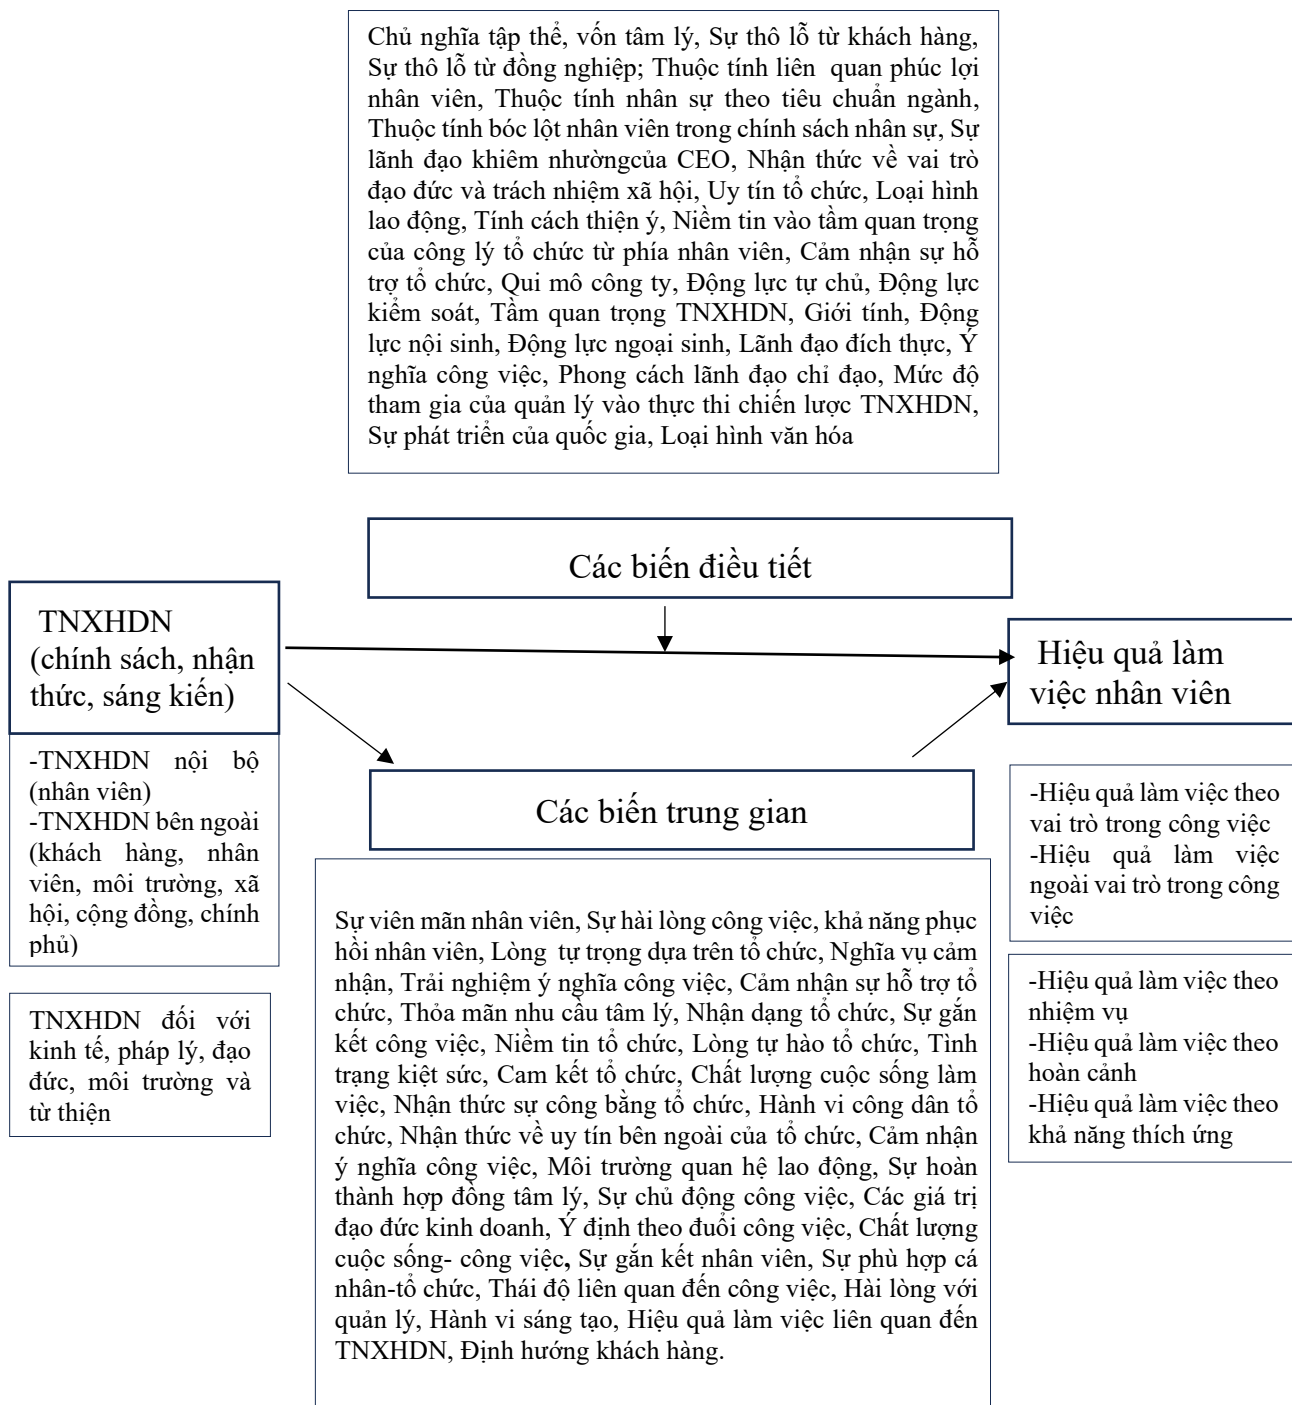 Chủ nghĩa tập thể, vốn tâm lý, Sự thô lỗ từ khách hàng,
Sự thô lỗ từ đồng nghiệp; Thuộc tính liên quan phúc lợi
nhân viên, Thuộc tính nhân sự theo tiêu chuẩn ngành,
Thuộc tính bóc lột nhân viên trong chính sách nhân sự, Sự
lãnh đạo khiêm nhườngcủa CEO, Nhận thức về vai trò
đạo đức và trách nhiệm xã hội, Uy tín tổ chức, Loại hình
lao động, Tính cách thiện ý, Niềm tin vào tầm quan trọng
của công lý tổ chức từ phía nhân viên, Cảm nhận sự hỗ
trợ tổ chức, Qui mô công ty, Động lực tự chủ, Động lực
kiểm soát, Tầm quan trọng TNXHDN, Giới tính, Động
lực nội sinh, Động lực ngoại sinh, Lãnh đạo đích thực, Ý
nghĩa công việc, Phong cách lãnh đạo chỉ đạo, Mức độ
tham gia của quản lý vào thực thi chiến lược TNXHDN,
Sự phát triển của quốc gia, Loại hình văn hóa
Các biến điều tiết
TNXHDN
(chính sách, nhận
thức, sáng kiến)
-TNXHDN nội bộ
(nhân viên)
-TNXHDN bên ngoài
(khách hàng, nhân
viên, môi trường, xã
hội, cộng đồng, chính
phủ)
TNXHDN đối với
kinh tế, pháp lý, đạo
đức, môi trường và
từ thiện
Các biến trung gian
Sự viên mãn nhân viên, Sự hài lòng công việc, khả năng phục
hồi nhân viên, Lòng tự trọng dựa trên tổ chức, Nghĩa vụ cảm
nhận, Trải nghiệm ý nghĩa công việc, Cảm nhận sự hỗ trợ tổ
chức, Thỏa mãn nhu cầu tâm lý, Nhận dạng tổ chức, Sự gắn
kết công việc, Niềm tin tổ chức, Lòng tự hào tổ chức, Tình
trạng kiệt sức, Cam kết tổ chức, Chất lượng cuộc sống làm
việc, Nhận thức sự công bằng tổ chức, Hành vi công dân tổ
chức, Nhận thức về uy tín bên ngoài của tổ chức, Cảm nhận
ý nghĩa công việc, Môi trường quan hệ lao động, Sự hoàn
thành hợp đồng tâm lý, Sự chủ động công việc, Các giá trị
đạo đức kinh doanh, Ý định theo đuổi công việc, Chất lượng
cuộc sống- công việc, Sự gắn kết nhân viên, Sự phù hợp cá
nhân-tổ chức, Thái độ liên quan đến công việc, Hài lòng với
quản lý, Hành vi sáng tạo, Hiệu quả làm việc liên quan đến
TNXHDN, Định hướng khách hàng.
Hiệu quả làm
việc nhân viên
-Hiệu quả làm việc theo
vai trò trong công việc
-Hiệu quả làm việc
ngoài vai trò trong công
việc
-Hiệu quả làm việc theo
nhiệm vụ
-Hiệu quả làm việc theo
hoàn cảnh
-Hiệu quả làm việc theo
khả năng thích ứng